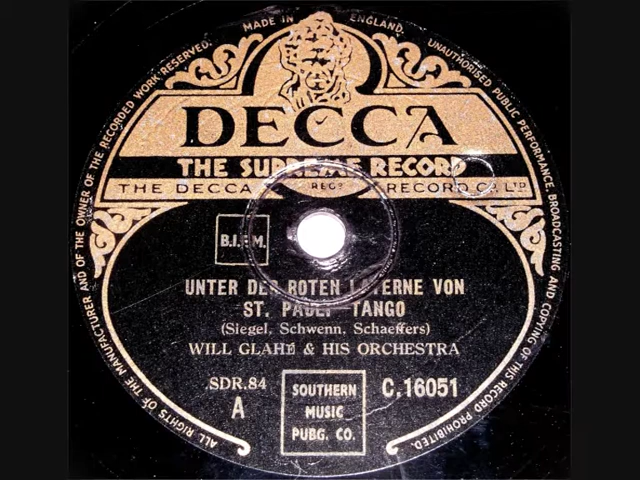 MADE IN ENGLAND.
ALL RIGHTS OF THE MANUFACTURER AND OF THE OWNER OF THE RECORDED WORK RESERVED.
UNAUTHORISED PUBLIC PERFORMANCE, BROADCASTING AND COPYING OF THIS RECORD PROHIBITED.
DECCA
THE SUPREME RECORD
THE DECCA REGD RECORD CO. LTD
B.I.E.M.
UNTER DER ROTEN LATERNE VON
ST. PAULI TANGO
(Siegel, Schwenn, Schaeffers)
WILL GLAHÉ & HIS ORCHESTRA
.SDR.84
A
SOUTHERN
MUSIC
PUBG. CO.
C.16051